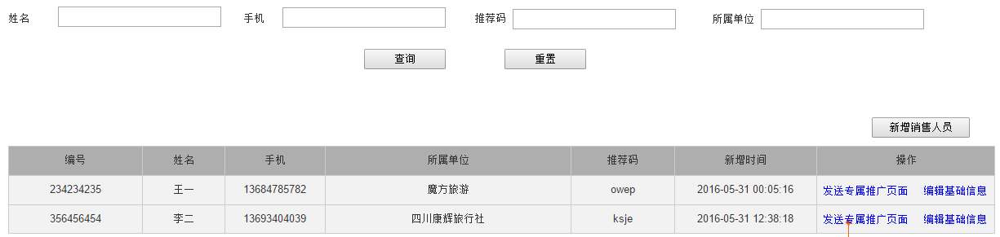 姓名 手机 推荐码 所属单位
查询 重置
新增销售人员
编号 姓名 手机 所属单位 推荐码 新增时间 操作
234234235 王一 13684785782 魔方旅游 owep 2016-05-31 00:05:16 发送专属推广页面 编辑基础信息
356456454 李二 13693404039 四川康辉旅行社 ksje 2016-05-31 12:38:18 发送专属推广页面 编辑基础信息